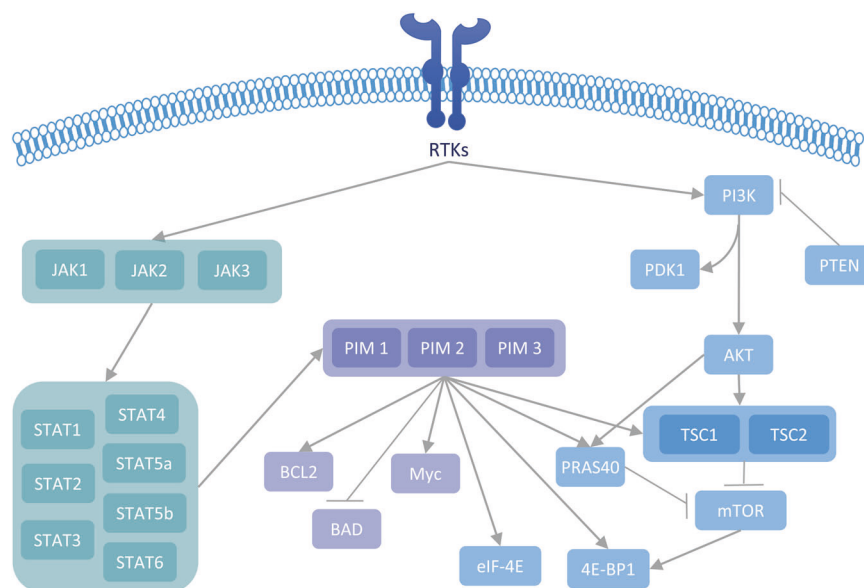 RTKs
PI3K
JAK1
JAK2
JAK3
PDK1
PTEN
PIM 1
PIM 2
PIM 3
AKT
STAT1
STAT4
STAT2
STAT5a
STAT3
STAT5b
STAT6
BCL2
Myc
PRAS40
TSC1
TSC2
BAD
mTOR
eIF-4E
4E-BP1